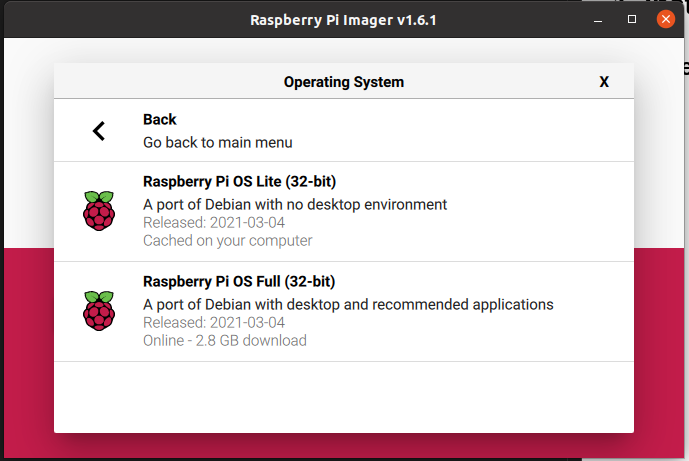 Raspberry Pi Imager v1.6.1
Operating System X
Back
Go back to main menu
Raspberry Pi OS Lite (32-bit)
A port of Debian with no desktop environment
Released: 2021-03-04
Cached on your computer
Raspberry Pi OS Full (32-bit)
A port of Debian with desktop and recommended applications
Released: 2021-03-04
Online - 2.8 GB download